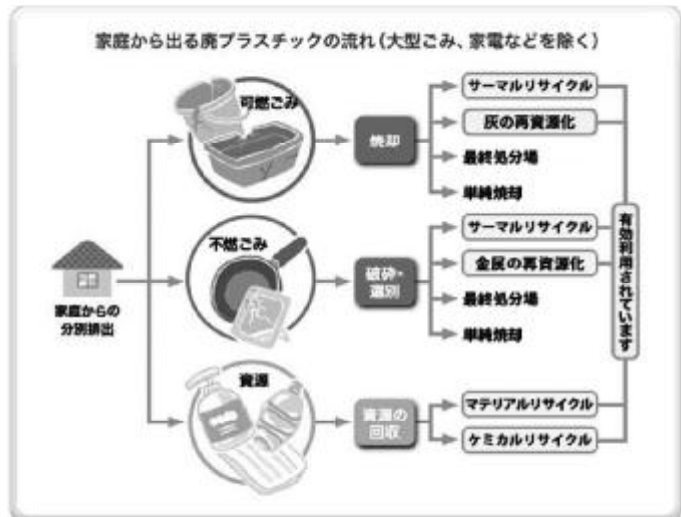 家庭から出る廃プラスチックの流れ(大型ごみ、家電などを除く)
可燃ごみ
焼却
サーマルリサイクル
灰の再資源化
最終処分場
単純焼却
家庭からの
分別排出
不燃ごみ
破砕・
選別
サーマルリサイクル
金属の再資源化
最終処分場
単純焼却
資源
資源の
回収
マテリアルリサイクル
ケミカルリサイクル
有効利用されています